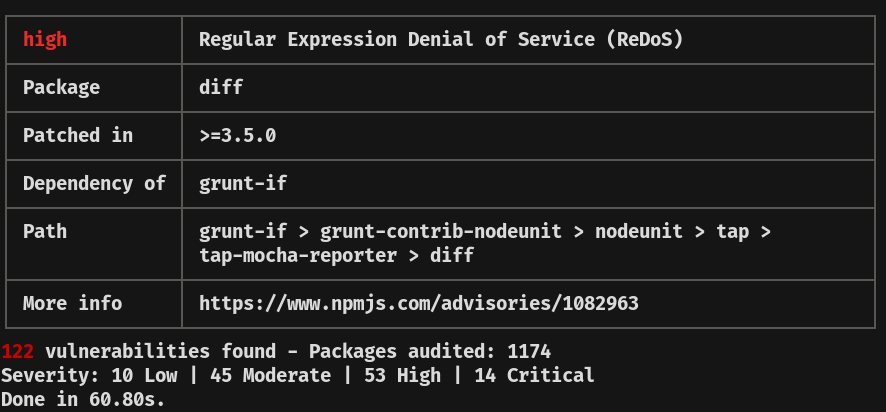 high Regular Expression Denial of Service (ReDoS)
Package diff
Patched in >=3.5.0
Dependency of grunt-if
Path grunt-if > grunt-contrib-nodeunit > nodeunit > tap >
tap-mocha-reporter > diff
More info https://www.npmjs.com/advisories/1082963
122 vulnerabilities found - Packages audited: 1174
Severity: 10 Low | 45 Moderate | 53 High | 14 Critical
Done in 60.80s.